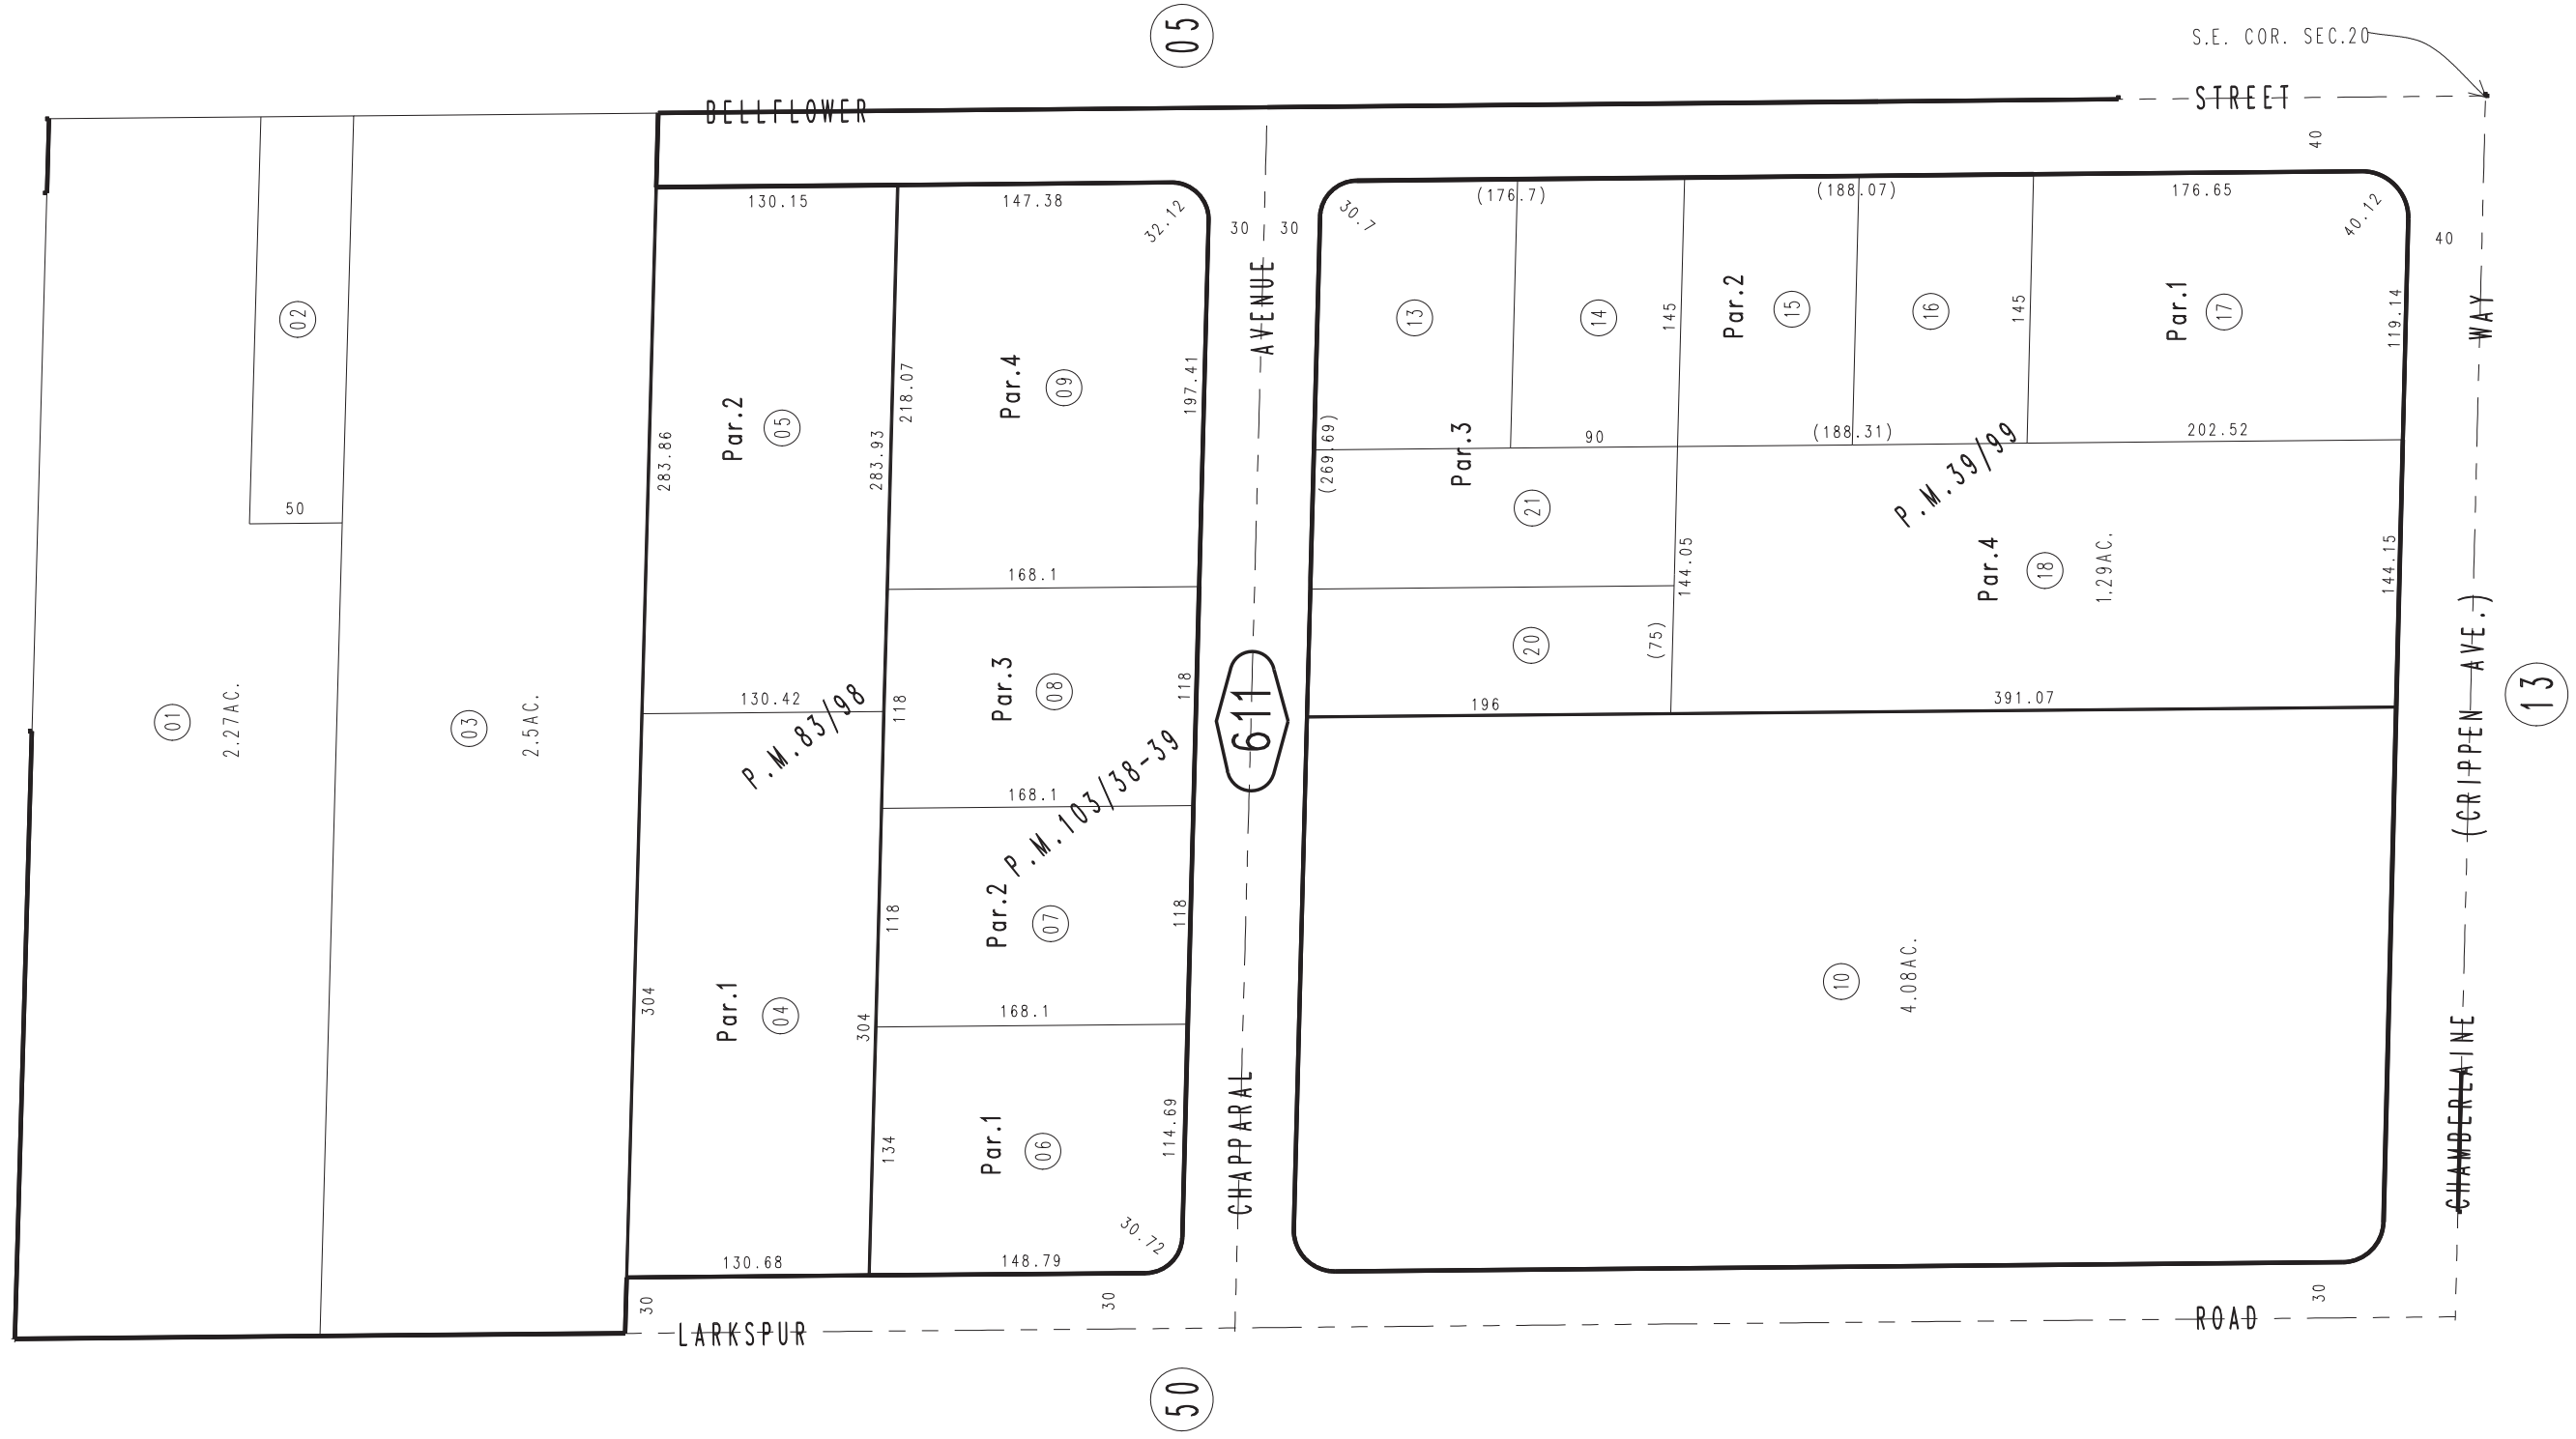 05
S.E. COR. SEC.20
BELLFLOWER
STREET
40
130.15
147.38
32.12
30
30
30.7
(176.7)
(188.07)
176.65
40.12
40
02
50
01
2.27AC.
03
2.5AC.
283.86
Par.2
05
283.93
218.07
Par.4
09
197.41
168.1
130.42
P.M.83/98
118
Par.3
08
118
168.1
P.M.103/38-39
118
Par.2
07
118
168.1
304
Par.1
04
304
134
Par.1
06
114.69
30.72
130.68
148.79
AVENUE
611
CHAPPARAL
13
14
145
Par.2
15
16
145
Par.1
17
119.14
(269.69)
Par.3
90
(188.31)
202.52
P.M.39/99
21
144.05
Par.4
18
1.29AC.
144.15
20
(75)
196
391.07
10
4.08AC.
WAY
(CRIPPEN AVE.)
CHAMBERLAINE
13
30
30
30
LARKSPUR
ROAD
50